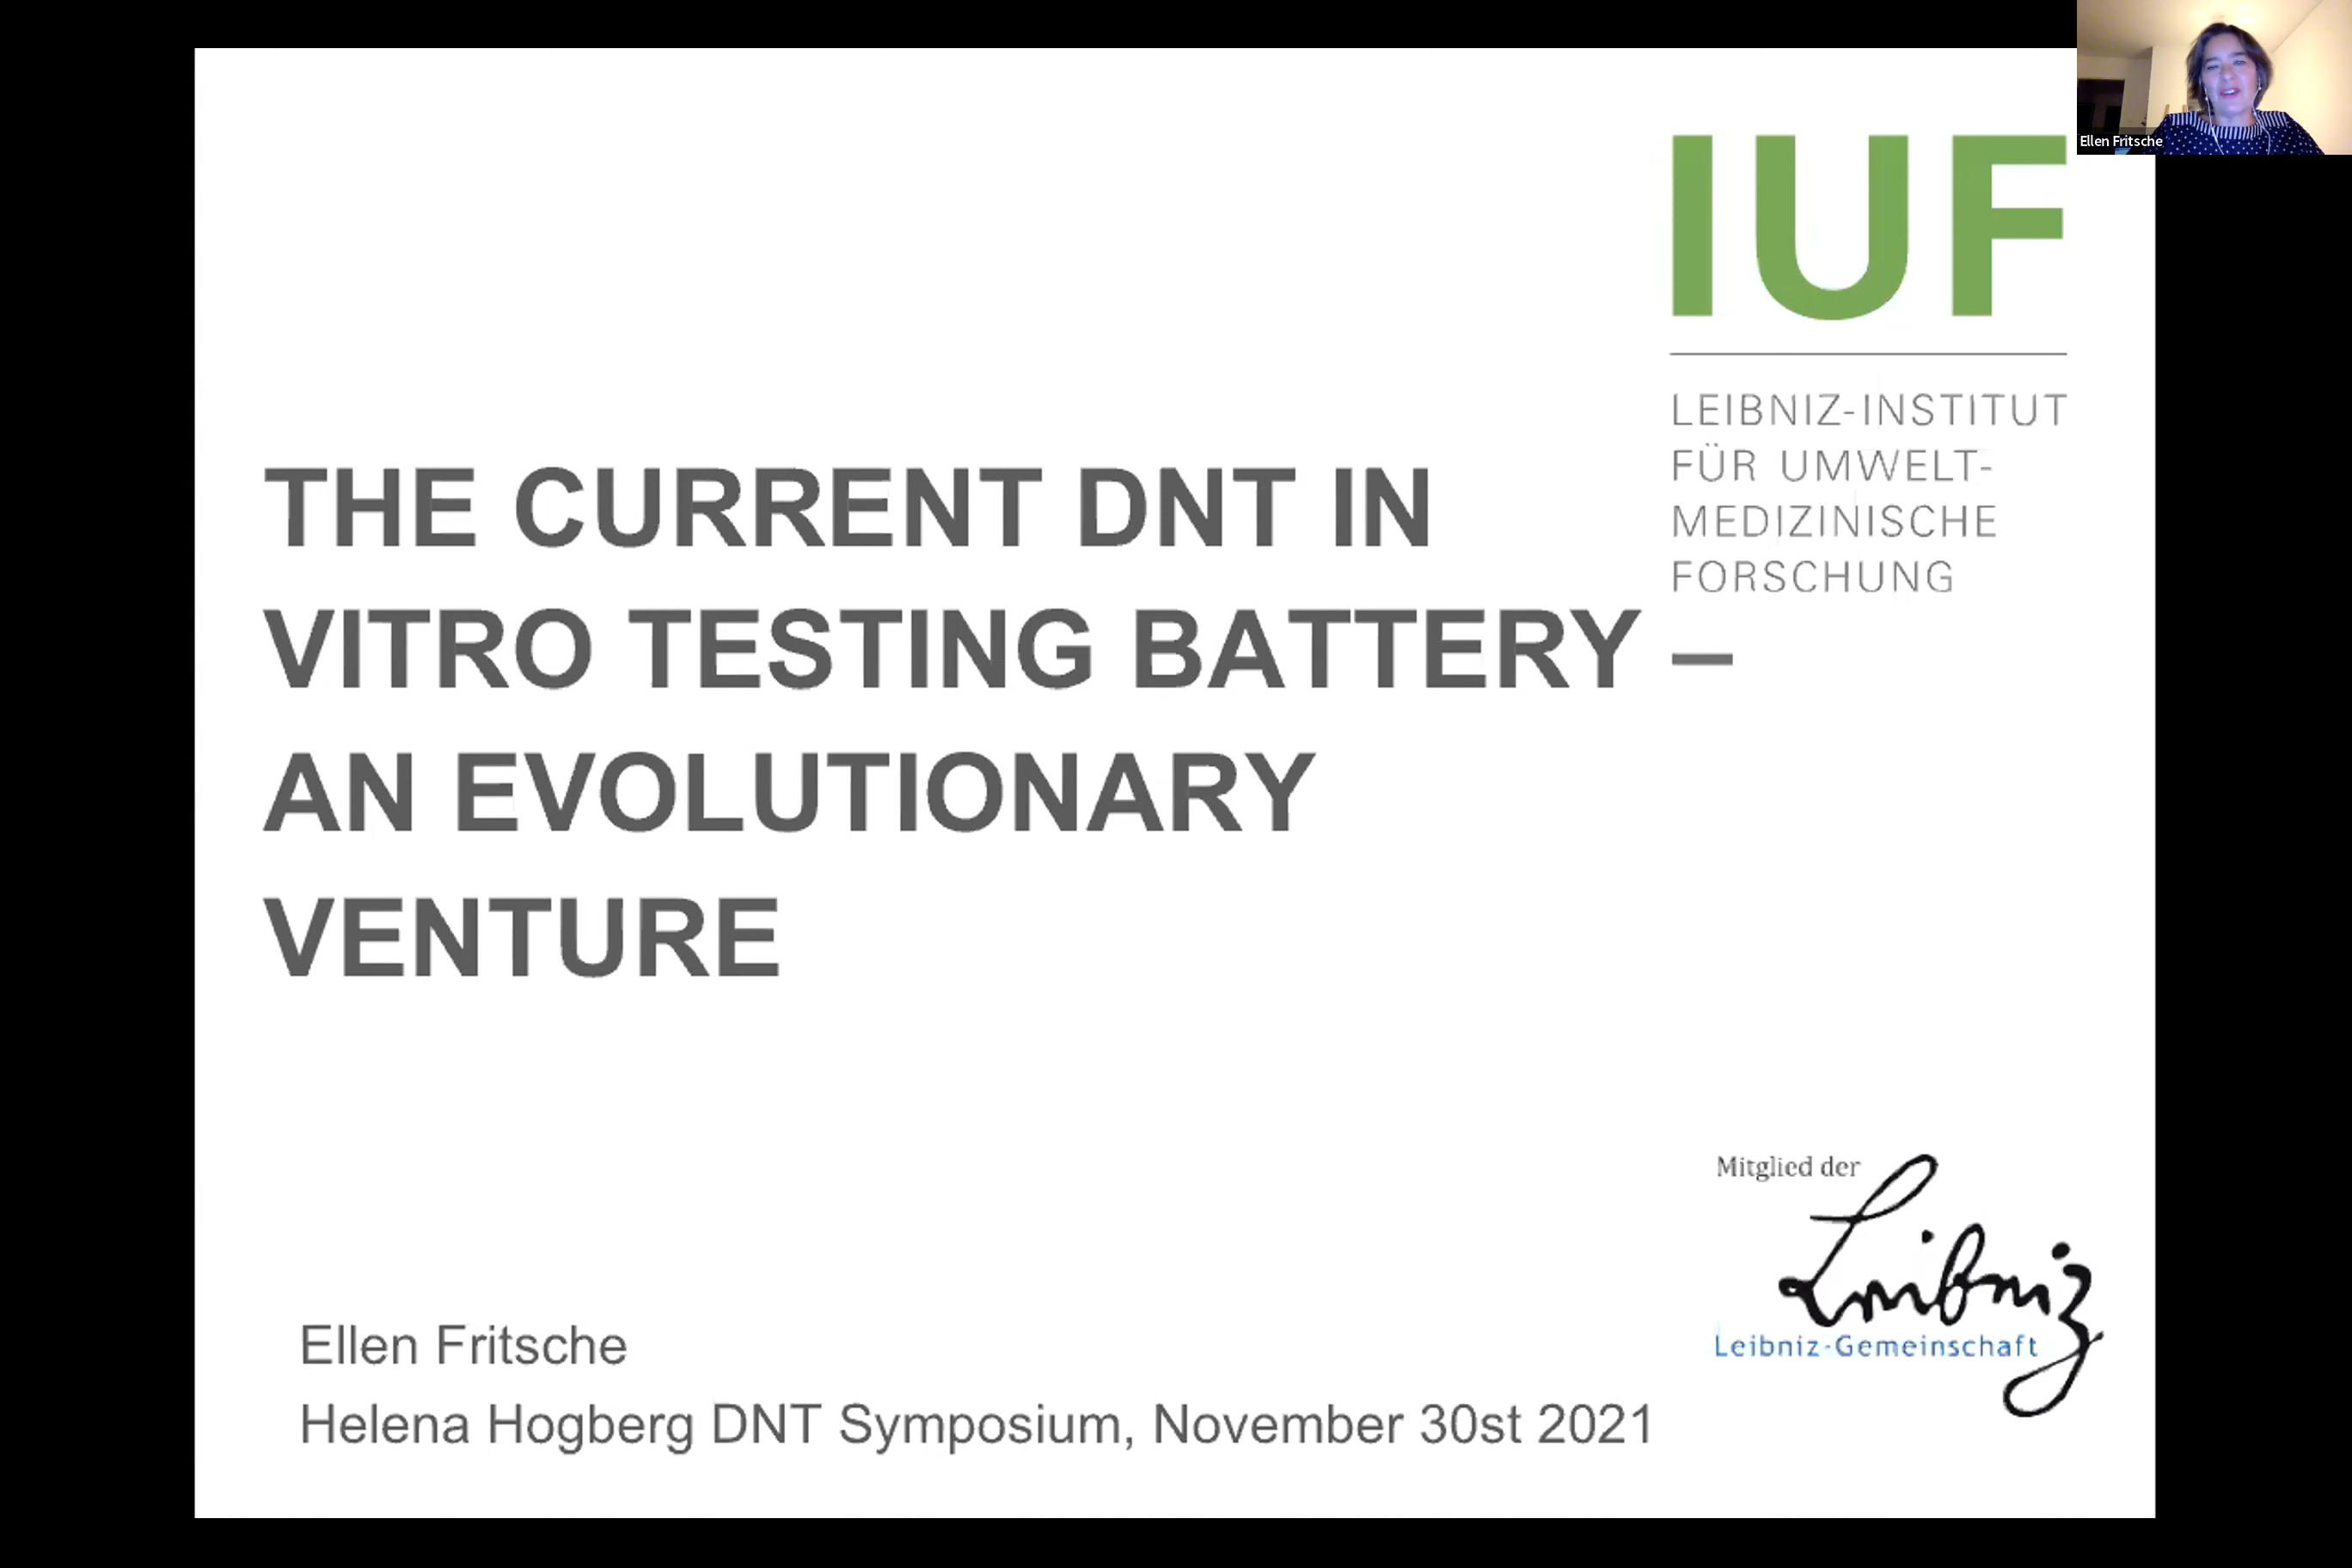 Ellen Fritsche
IUF
LEIBNIZ-INSTITUT
FÜR UMWELT-
MEDIZINISCHE
FORSCHUNG
THE CURRENT DNT IN
VITRO TESTING BATTERY –
AN EVOLUTIONARY
VENTURE
Mitglied der
Leibniz
Leibniz-Gemeinschaft
Ellen Fritsche
Helena Hogberg DNT Symposium, November 30st 2021